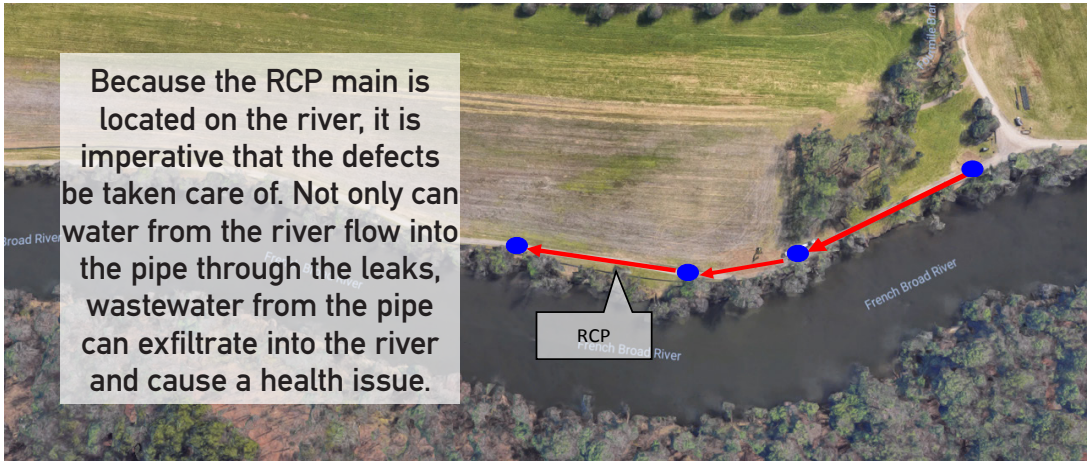 Because the RCP main is
located on the river, it is
imperative that the defects
be taken care of. Not only can
water from the river flow into
the pipe through the leaks,
wastewater from the pipe
can exfiltrate into the river
and cause a health issue.
Broad River
French Broad River
RCP
French Broad River